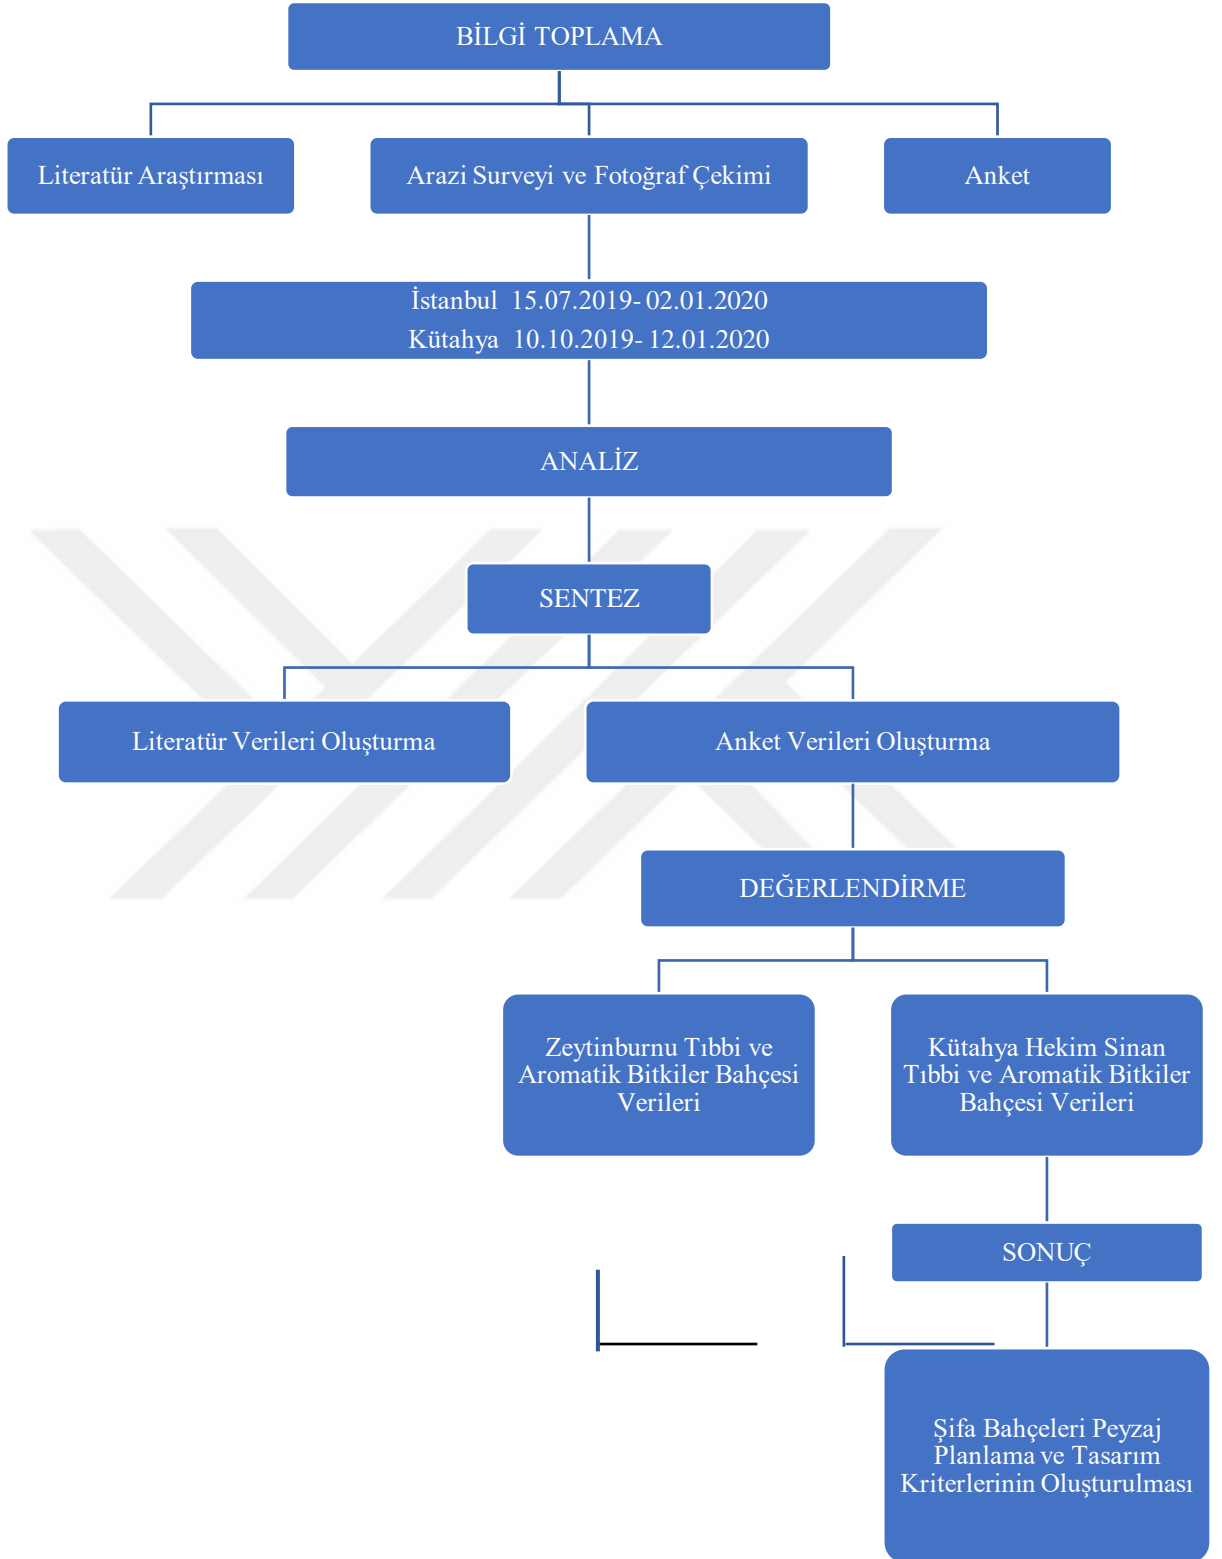 BİLGİ TOPLAMA
Literatür Araştırması
Arazi Surveyi ve Fotoğraf Çekimi
Anket
İstanbul 15.07.2019- 02.01.2020
Kütahya 10.10.2019- 12.01.2020
ANALİZ
SENTEZ
Literatür Verileri Oluşturma
Anket Verileri Oluşturma
DEĞERLENDİRME
Zeytinburnu Tıbbi ve
Aromatik Bitkiler Bahçesi
Verileri
Kütahya Hekim Sinan
Tıbbi ve Aromatik Bitkiler
Bahçesi Verileri
SONUÇ
Şifa Bahçeleri Peyzaj
Planlama ve Tasarım
Kriterlerinin Oluşturulması